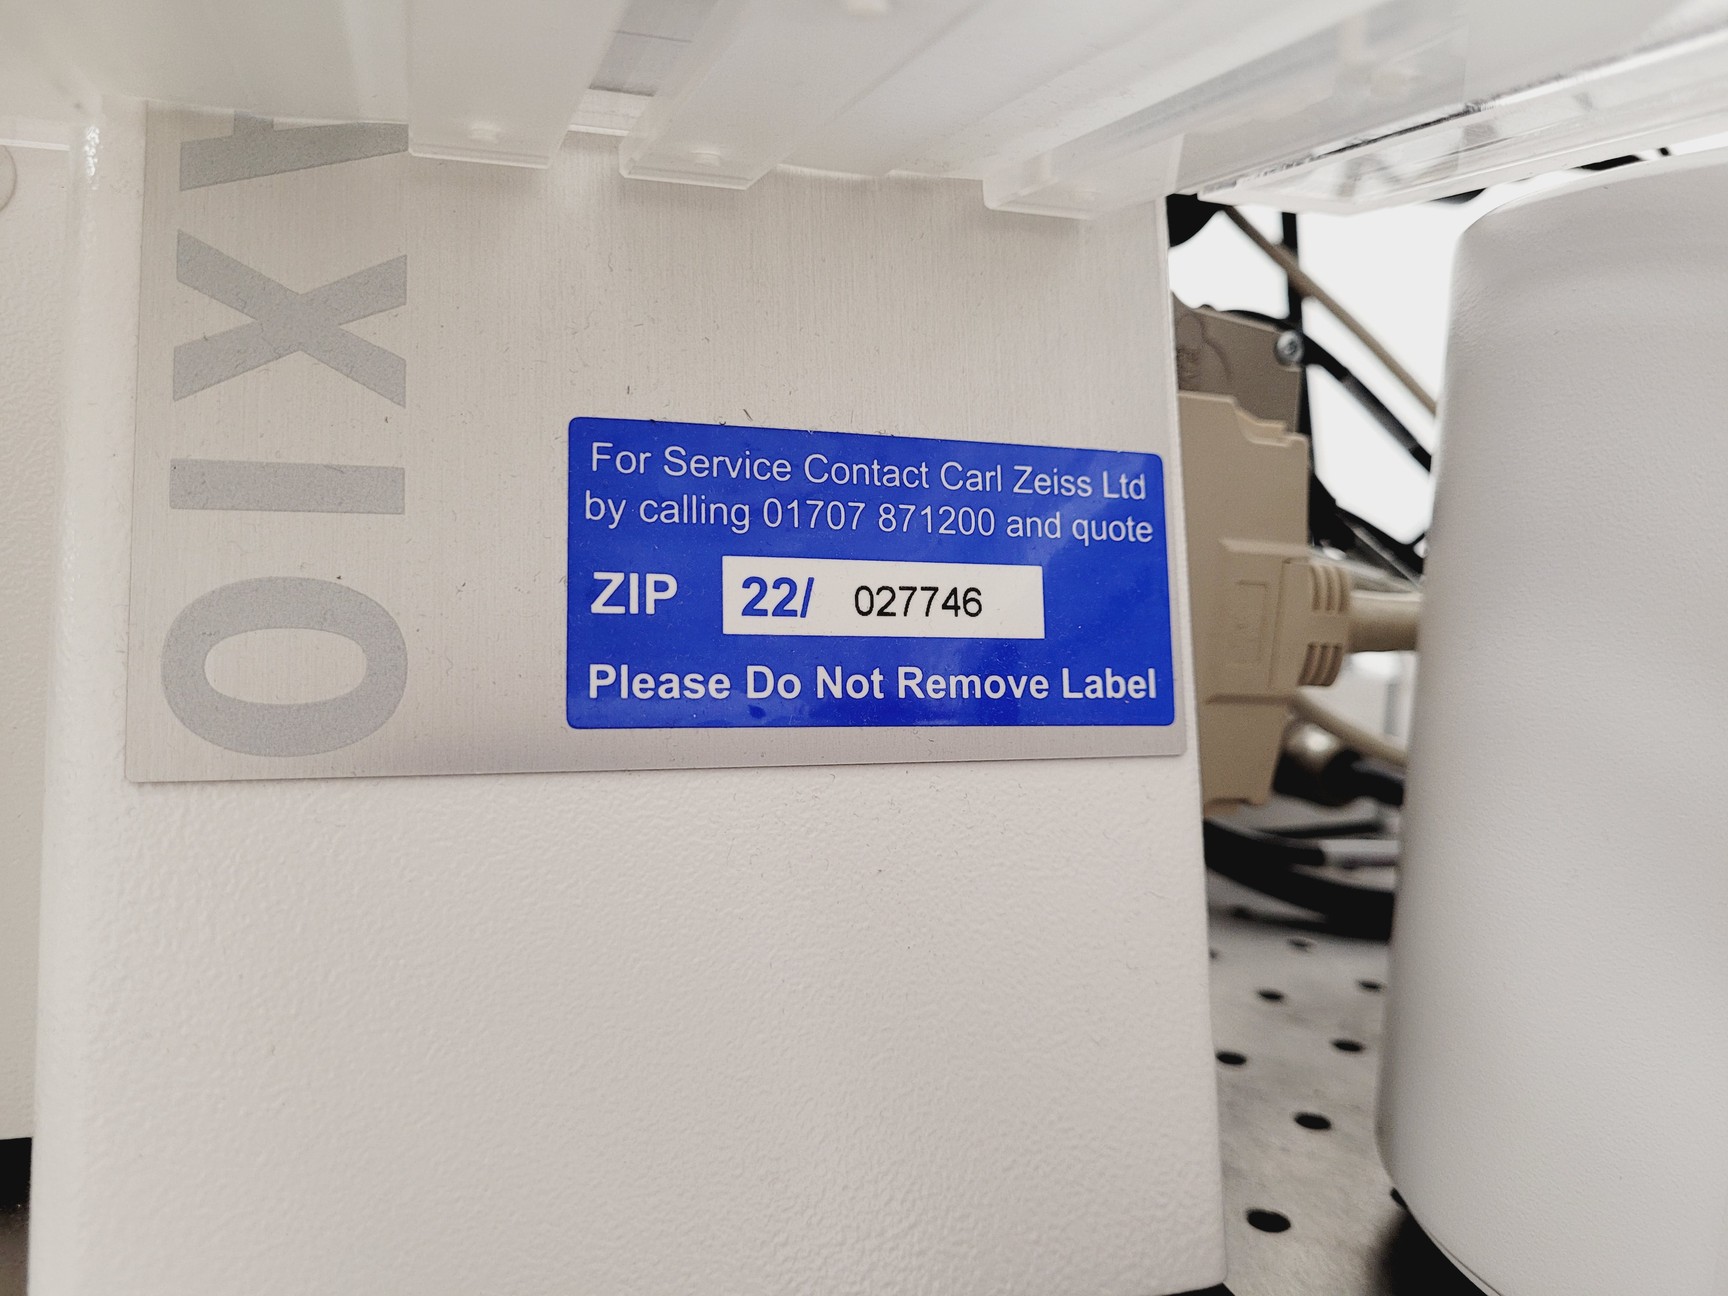 AXIO
For Service Contact Carl Zeiss Ltd
by calling 01707 871200 and quote
ZIP 22/ 027746
Please Do Not Remove Label